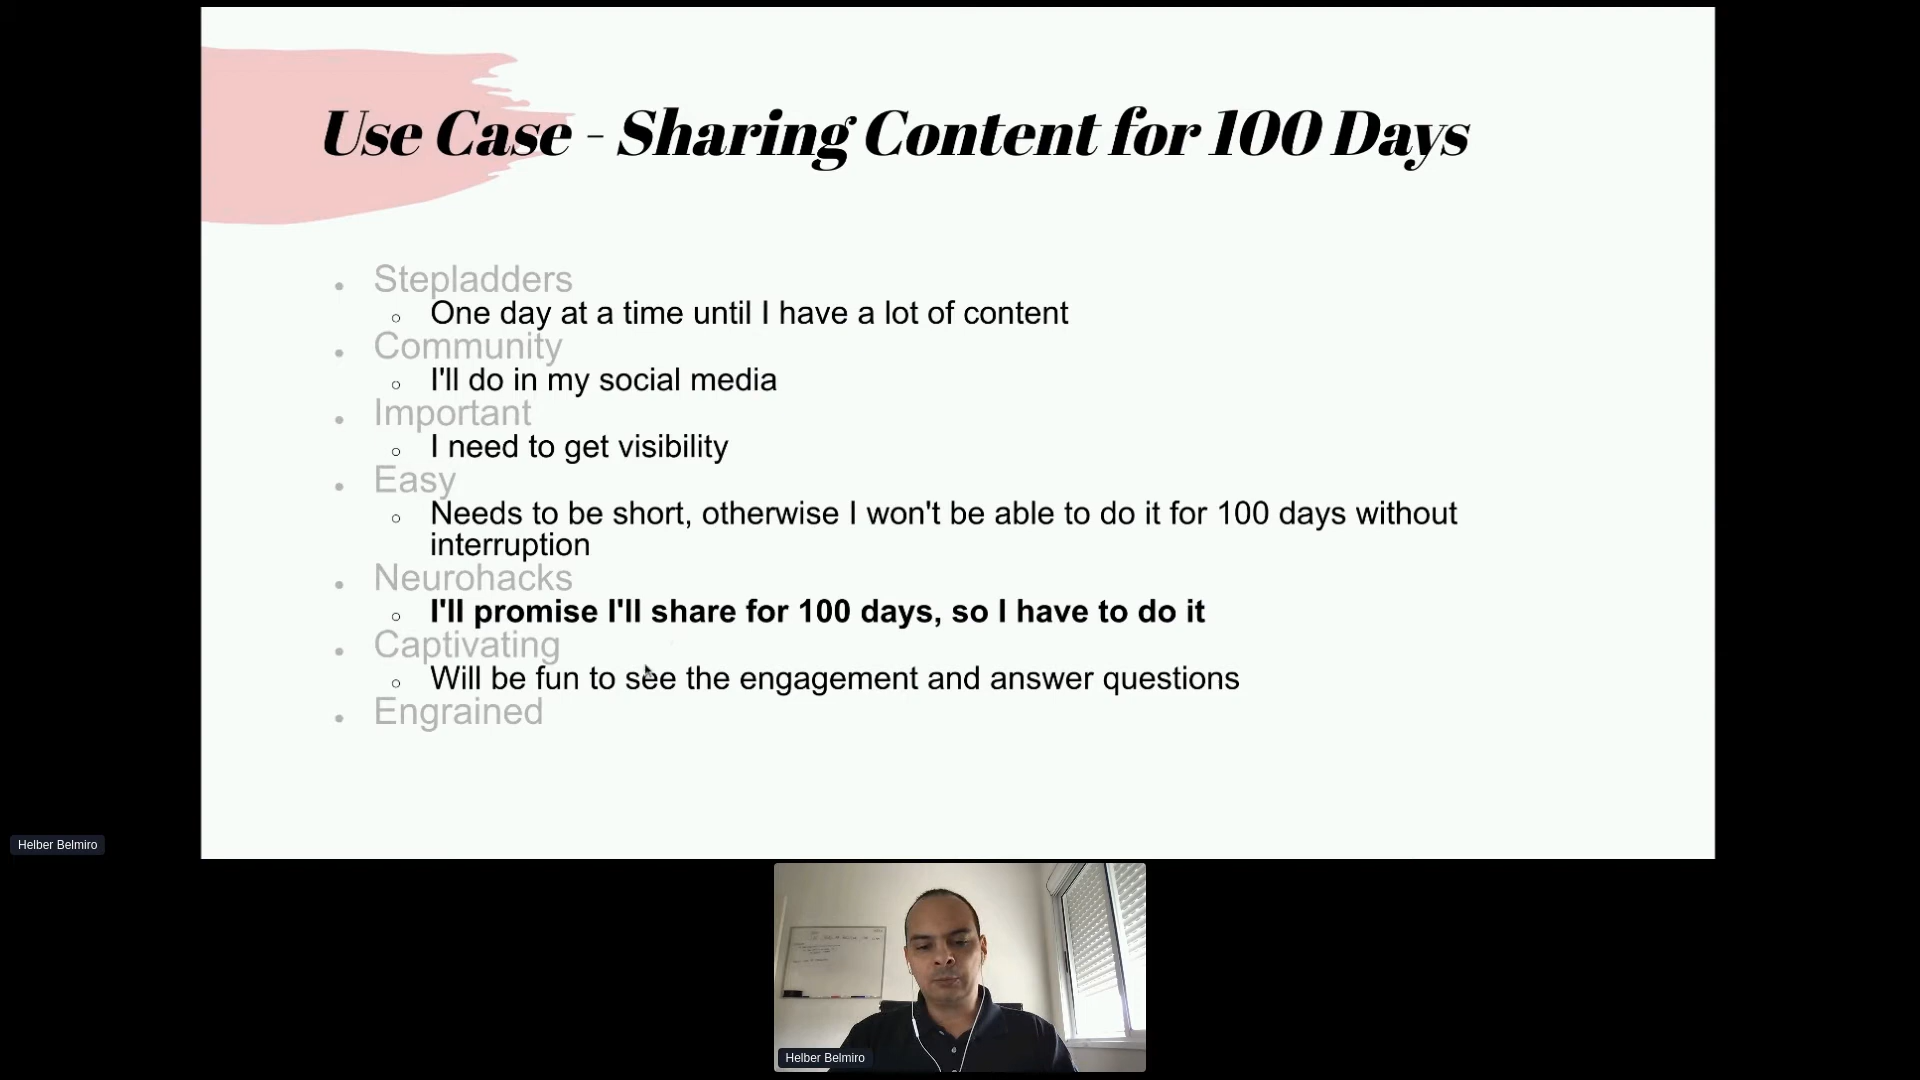 Use Case - Sharing Content for 100 Days
Stepladders
One day at a time until I have a lot of content
Community
I'll do in my social media
Important
I need to get visibility
Easy
Needs to be short, otherwise I won't be able to do it for 100 days without
interruption
Neurohacks
I'll promise I'll share for 100 days, so I have to do it
Captivating
Will be fun to see the engagement and answer questions
Engrained
Helber Belmiro
Helber Belmiro